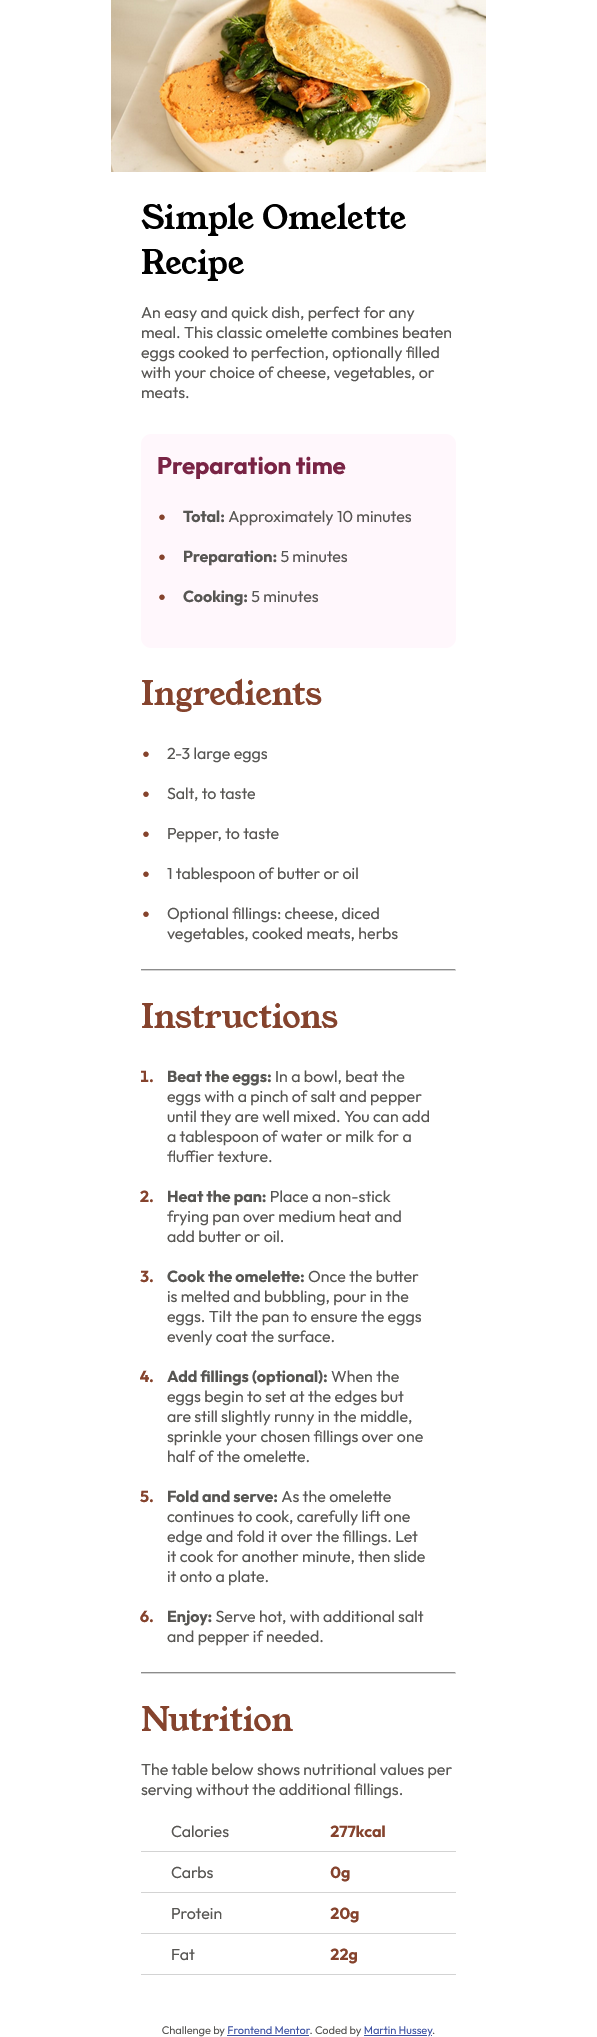 Simple Omelette
Recipe
An easy and quick dish, perfect for any
meal. This classic omelette combines beaten
eggs cooked to perfection, optionally filled
with your choice of cheese, vegetables, or
meats.
Preparation time
• Total: Approximately 10 minutes
• Preparation: 5 minutes
• Cooking: 5 minutes
Ingredients
• 2-3 large eggs
• Salt, to taste
• Pepper, to taste
• 1 tablespoon of butter or oil
• Optional fillings: cheese, diced
vegetables, cooked meats, herbs
Instructions
1. Beat the eggs: In a bowl, beat the
eggs with a pinch of salt and pepper
until they are well mixed. You can add
a tablespoon of water or milk for a
fluffier texture.
2. Heat the pan: Place a non-stick
frying pan over medium heat and
add butter or oil.
3. Cook the omelette: Once the butter
is melted and bubbling, pour in the
eggs. Tilt the pan to ensure the eggs
evenly coat the surface.
4. Add fillings (optional): When the
eggs begin to set at the edges but
are still slightly runny in the middle,
sprinkle your chosen fillings over one
half of the omelette.
5. Fold and serve: As the omelette
continues to cook, carefully lift one
edge and fold it over the fillings. Let
it cook for another minute, then slide
it onto a plate.
6. Enjoy: Serve hot, with additional salt
and pepper if needed.
Nutrition
The table below shows nutritional values per
serving without the additional fillings.
Calories 277kcal
Carbs 0g
Protein 20g
Fat 22g
Challenge by Frontend Mentor. Coded by Martin Hussey.